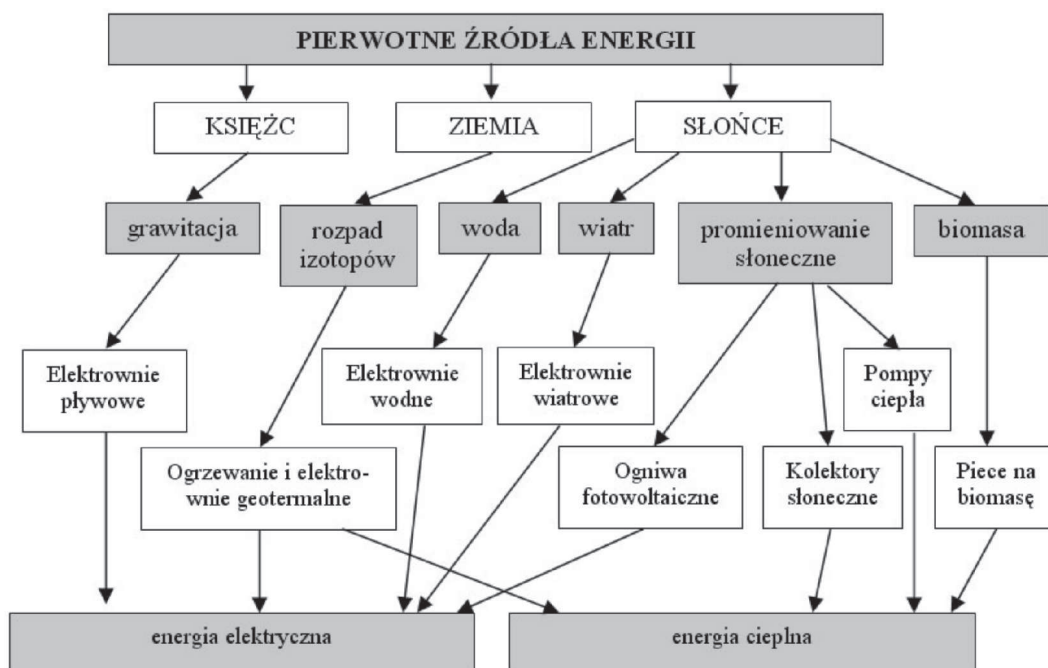 PIERWOTNE ŹRÓDŁA ENERGII
KSIĘŻC
ZIEMIA
SŁOŃCE
grawitacja
rozpad
izotopów
woda
wiatr
promieniowanie
słoneczne
biomasa
Elektrownie
pływowe
Elektrownie
wodne
Elektrownie
wiatrowe
Pompy
ciepła
Ogrzewanie i elektro-
wnie geotermalne
Ogniwa
fotowoltaiczne
Kolektory
słoneczne
Piece na
biomasę
energia elektryczna
energia cieplna